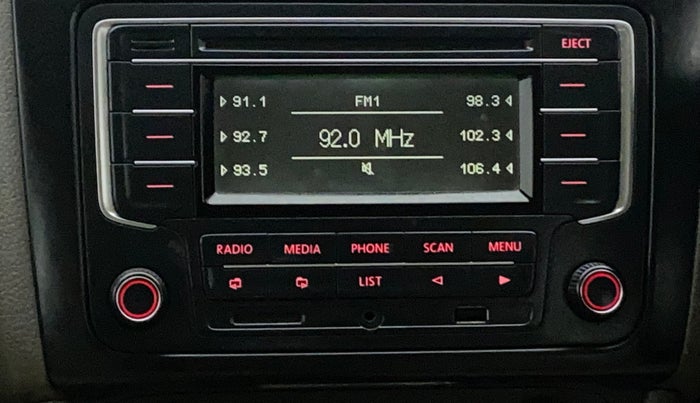 EJECT
91.1 FM1 98.3
92.7 92.0 MHz 102.3
93.5 106.4
RADIO MEDIA PHONE SCAN MENU
LIST